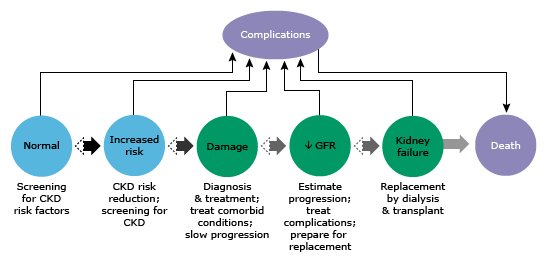 Complications
Normal
Increased
risk
Damage
↓ GFR
Kidney
failure
Death
Screening
for CKD
risk factors
CKD risk
reduction;
screening for
CKD
Diagnosis
& treatment;
treat comorbid
conditions;
slow progression
Estimate
progression;
treat
complications;
prepare for
replacement
Replacement
by dialysis
& transplant